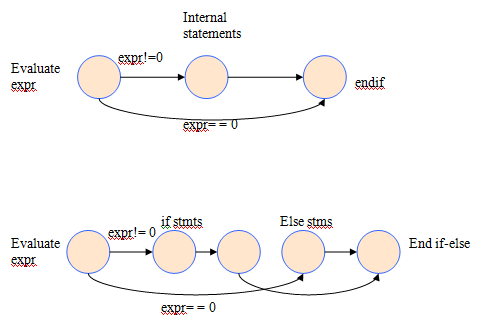 Internal
statements
expr!=0
Evaluate
expr
endif
expr= = 0
if stmts
Else stms
expr!= 0
Evaluate
expr
End if-else
expr= = 0